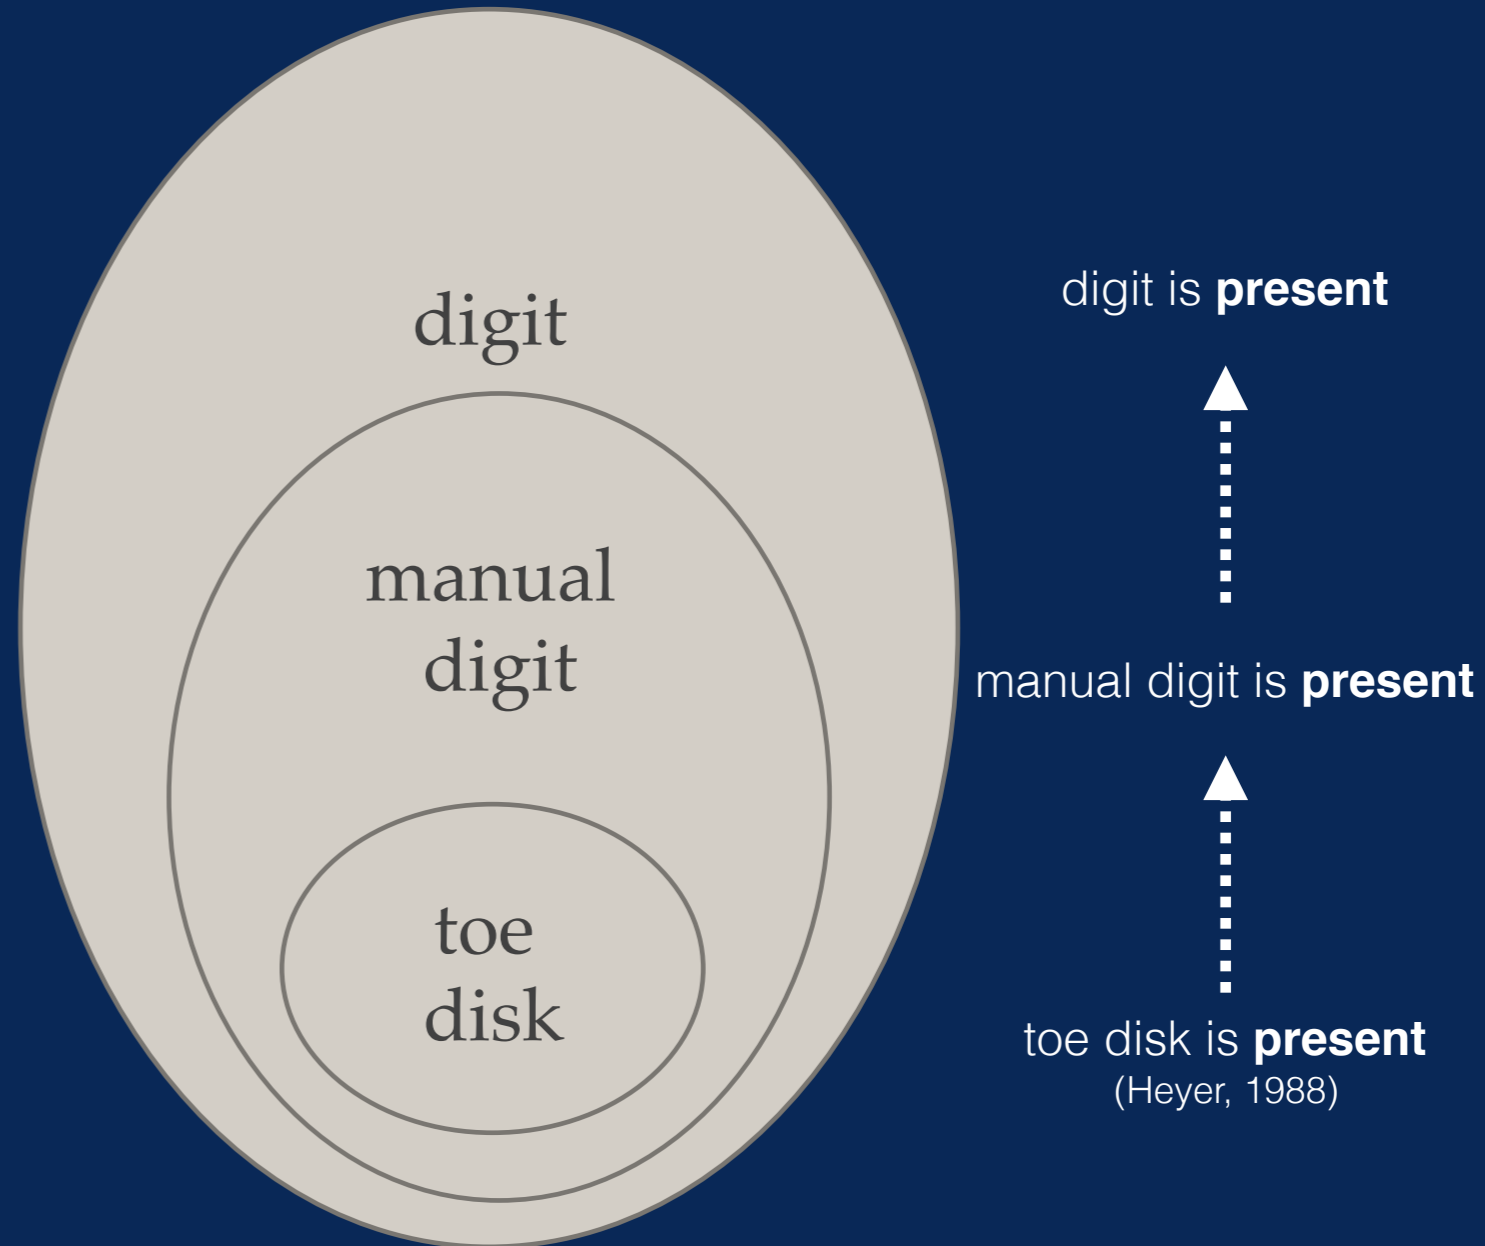 digit
manual
digit
toe
disk
digit is present
manual digit is present
toe disk is present
(Heyer, 1988)